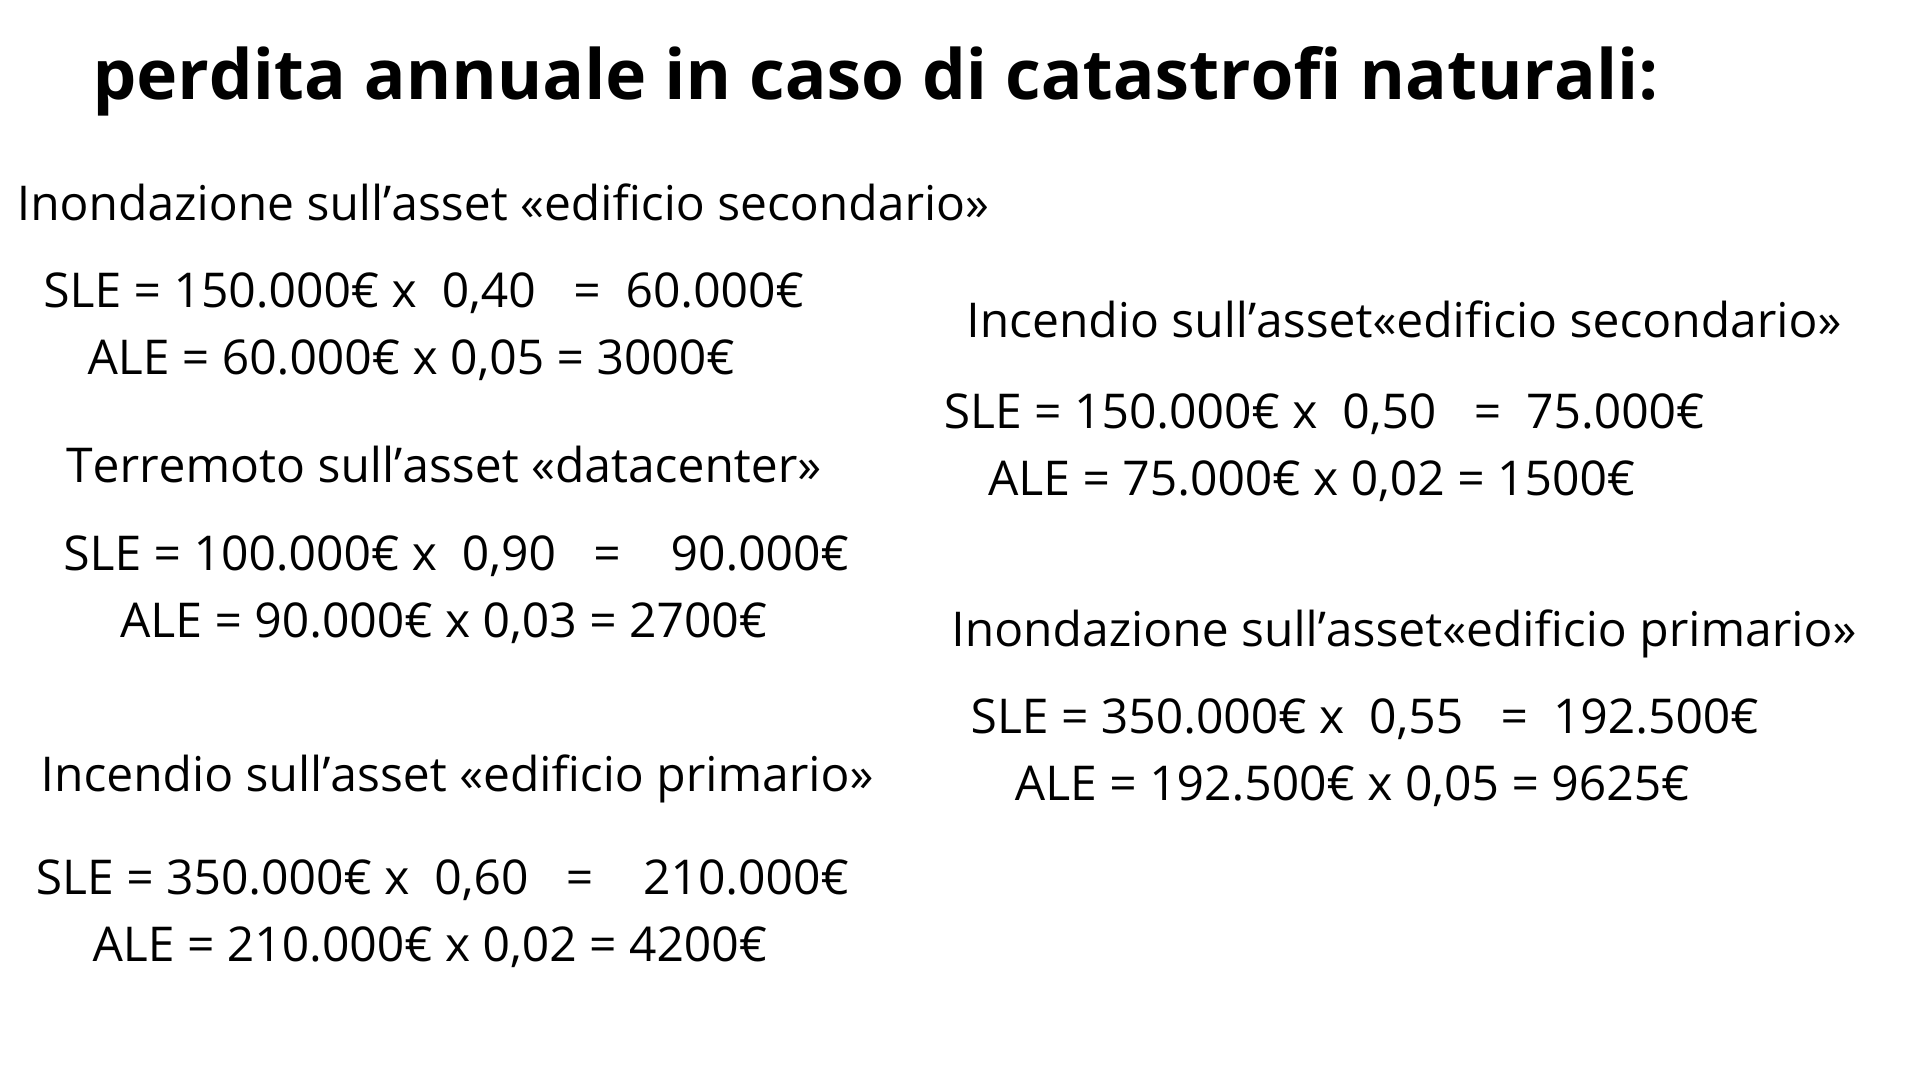 perdita annuale in caso di catastrofi naturali:
Inondazione sull’asset «edificio secondario»
SLE = 150.000€ x 0,40 = 60.000€
ALE = 60.000€ x 0,05 = 3000€
Terremoto sull’asset «datacenter»
SLE = 100.000€ x 0,90 = 90.000€
ALE = 90.000€ x 0,03 = 2700€
Incendio sull’asset «edificio primario»
SLE = 350.000€ x 0,60 = 210.000€
ALE = 210.000€ x 0,02 = 4200€
Incendio sull’asset«edificio secondario»
SLE = 150.000€ x 0,50 = 75.000€
ALE = 75.000€ x 0,02 = 1500€
Inondazione sull’asset«edificio primario»
SLE = 350.000€ x 0,55 = 192.500€
ALE = 192.500€ x 0,05 = 9625€